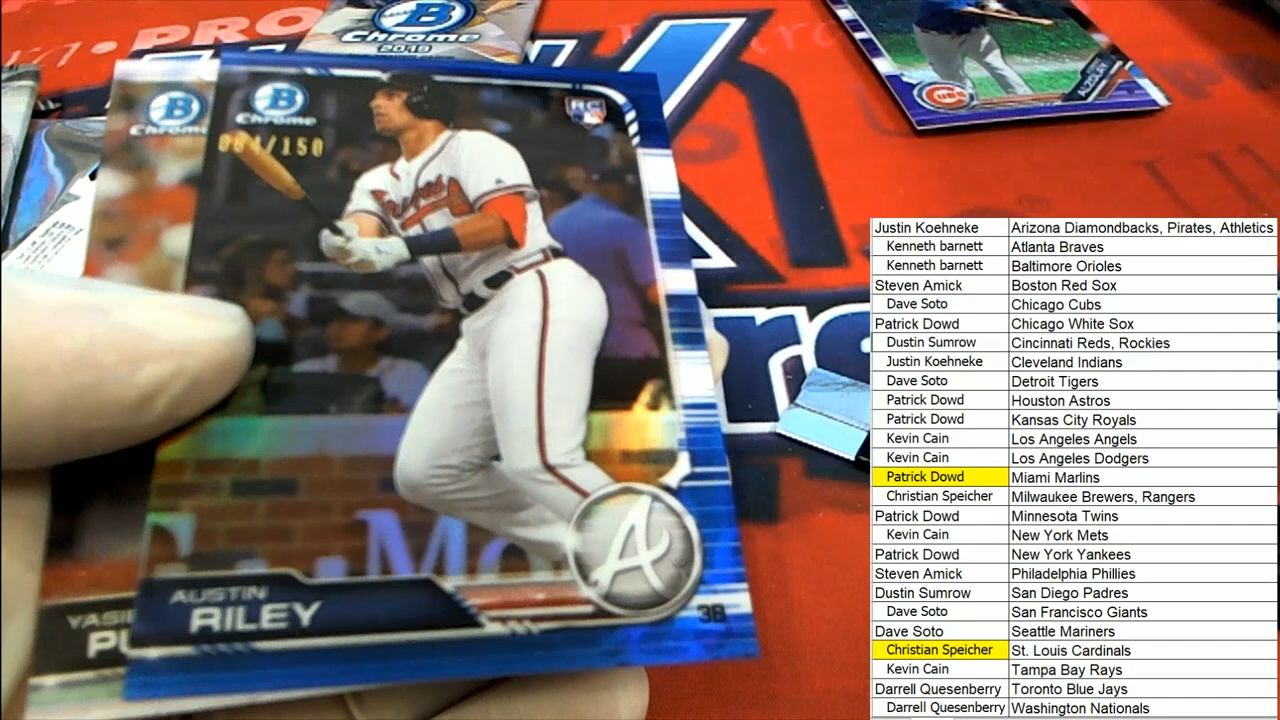 PRO
B
Chrome
2019
B
Chrome
B
Chrome
RC
/150
AUSTIN
RILEY
A
3B
Justin Koehneke Arizona Diamondbacks, Pirates, Athletics
Kenneth barnett Atlanta Braves
Kenneth barnett Baltimore Orioles
Steven Amick Boston Red Sox
Dave Soto Chicago Cubs
Patrick Dowd Chicago White Sox
Dustin Sumrow Cincinnati Reds, Rockies
Justin Koehneke Cleveland Indians
Dave Soto Detroit Tigers
Patrick Dowd Houston Astros
Patrick Dowd Kansas City Royals
Kevin Cain Los Angeles Angels
Kevin Cain Los Angeles Dodgers
Patrick Dowd Miami Marlins
Christian Speicher Milwaukee Brewers, Rangers
Patrick Dowd Minnesota Twins
Kevin Cain New York Mets
Patrick Dowd New York Yankees
Steven Amick Philadelphia Phillies
Dustin Sumrow San Diego Padres
Dave Soto San Francisco Giants
Dave Soto Seattle Mariners
Christian Speicher St. Louis Cardinals
Kevin Cain Tampa Bay Rays
Darrell Quesenberry Toronto Blue Jays
Darrell Quesenberry Washington Nationals